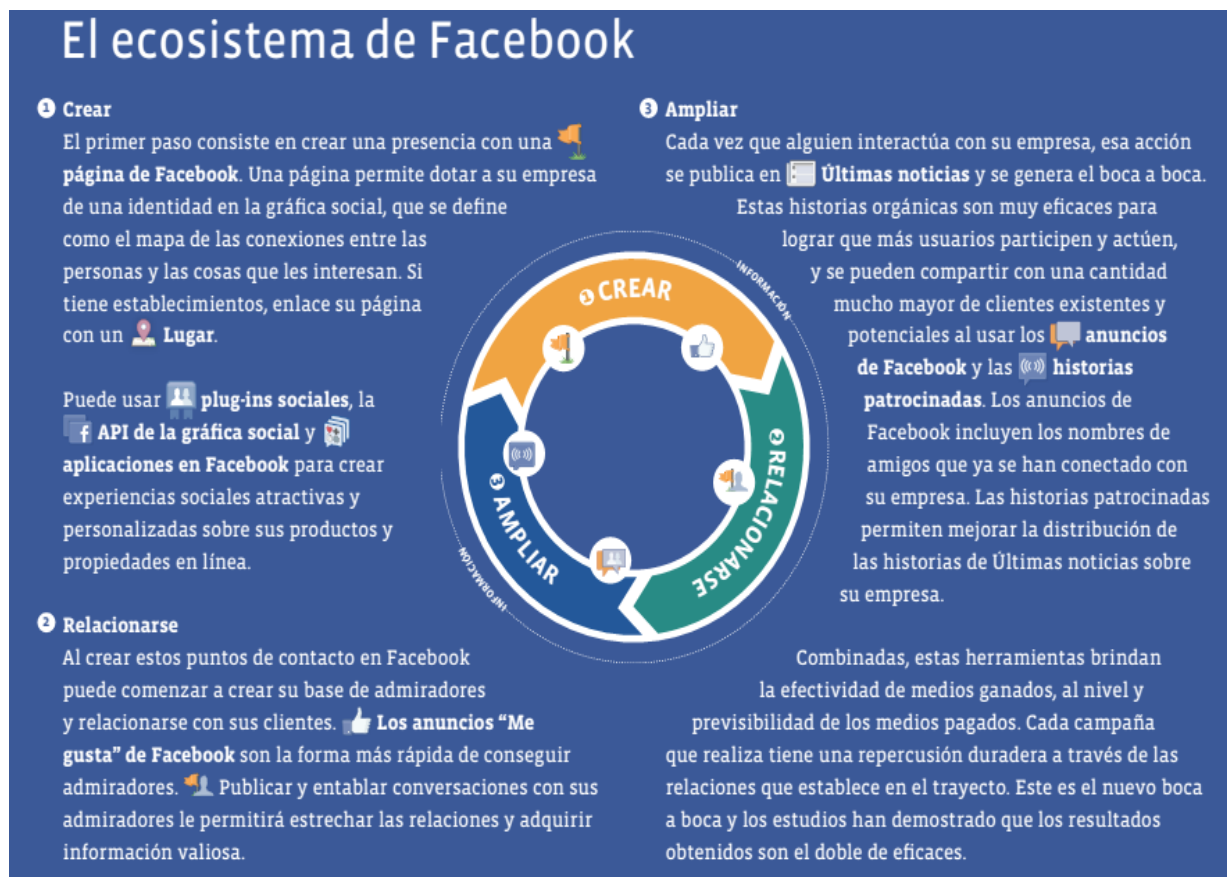 El ecosistema de Facebook
1 Crear
El primer paso consiste en crear una presencia con una
página de Facebook. Una página permite dotar a su empresa
de una identidad en la gráfica social, que se define
como el mapa de las conexiones entre las
personas y las cosas que les interesan. Si
tiene establecimientos, enlace su página
con un Lugar.
Puede usar plug-ins sociales, la
API de la gráfica social y
aplicaciones en Facebook para crear
experiencias sociales atractivas y
personalizadas sobre sus productos y
propiedades en línea.
2 Relacionarse
Al crear estos puntos de contacto en Facebook
puede comenzar a crear su base de admiradores
y relacionarse con sus clientes. Los anuncios “Me
gusta” de Facebook son la forma más rápida de conseguir
admiradores. Publicar y entablar conversaciones con sus
admiradores le permitirá estrechar las relaciones y adquirir
información valiosa.
1 CREAR
2 RELACIONARSE
3 AMPLIAR
INFORMACIÓN
INFORMACIÓN
3 Ampliar
Cada vez que alguien interactúa con su empresa, esa acción
se publica en Últimas noticias y se genera el boca a boca.
Estas historias orgánicas son muy eficaces para
lograr que más usuarios participen y actúen,
y se pueden compartir con una cantidad
mucho mayor de clientes existentes y
potenciales al usar los anuncios
de Facebook y las historias
patrocinadas. Los anuncios de
Facebook incluyen los nombres de
amigos que ya se han conectado con
su empresa. Las historias patrocinadas
permiten mejorar la distribución de
las historias de Últimas noticias sobre
su empresa.
Combinadas, estas herramientas brindan
la efectividad de medios ganados, al nivel y
previsibilidad de los medios pagados. Cada campaña
que realiza tiene una repercusión duradera a través de las
relaciones que establece en el trayecto. Este es el nuevo boca
a boca y los estudios han demostrado que los resultados
obtenidos son el doble de eficaces.